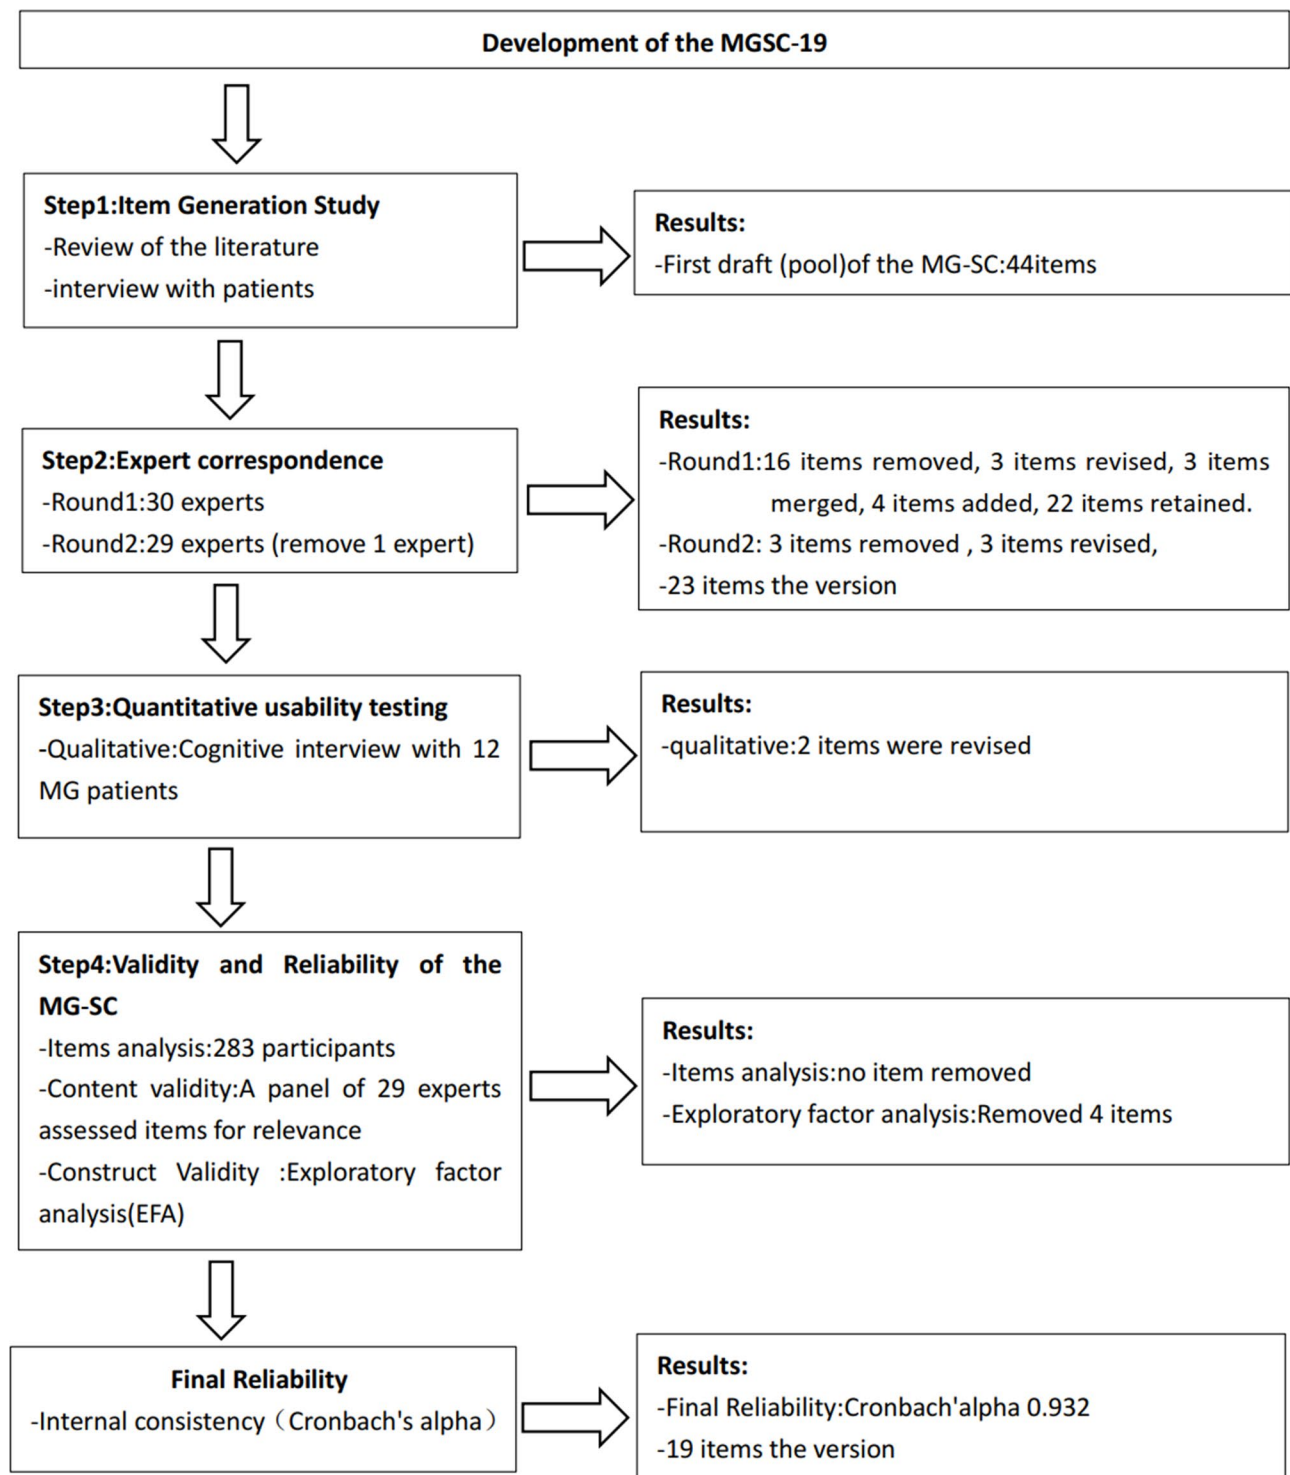 Development of the MGSC-19
Step1:Item Generation Study
-Review of the literature
-interview with patients
Results:
-First draft (pool)of the MG-SC:44items
Step2:Expert correspondence
-Round1:30 experts
-Round2:29 experts (remove 1 expert)
Results:
-Round1:16 items removed, 3 items revised, 3 items
merged, 4 items added, 22 items retained.
-Round2: 3 items removed , 3 items revised,
-23 items the version
Step3:Quantitative usability testing
-Qualitative:Cognitive interview with 12
MG patients
Results:
-qualitative:2 items were revised
Step4:Validity and Reliability of the
MG-SC
-Items analysis:283 participants
-Content validity:A panel of 29 experts
assessed items for relevance
-Construct Validity :Exploratory factor
analysis(EFA)
Results:
-Items analysis:no item removed
-Exploratory factor analysis:Removed 4 items
Final Reliability
-Internal consistency（Cronbach's alpha）
Results:
-Final Reliability:Cronbach'alpha 0.932
-19 items the version